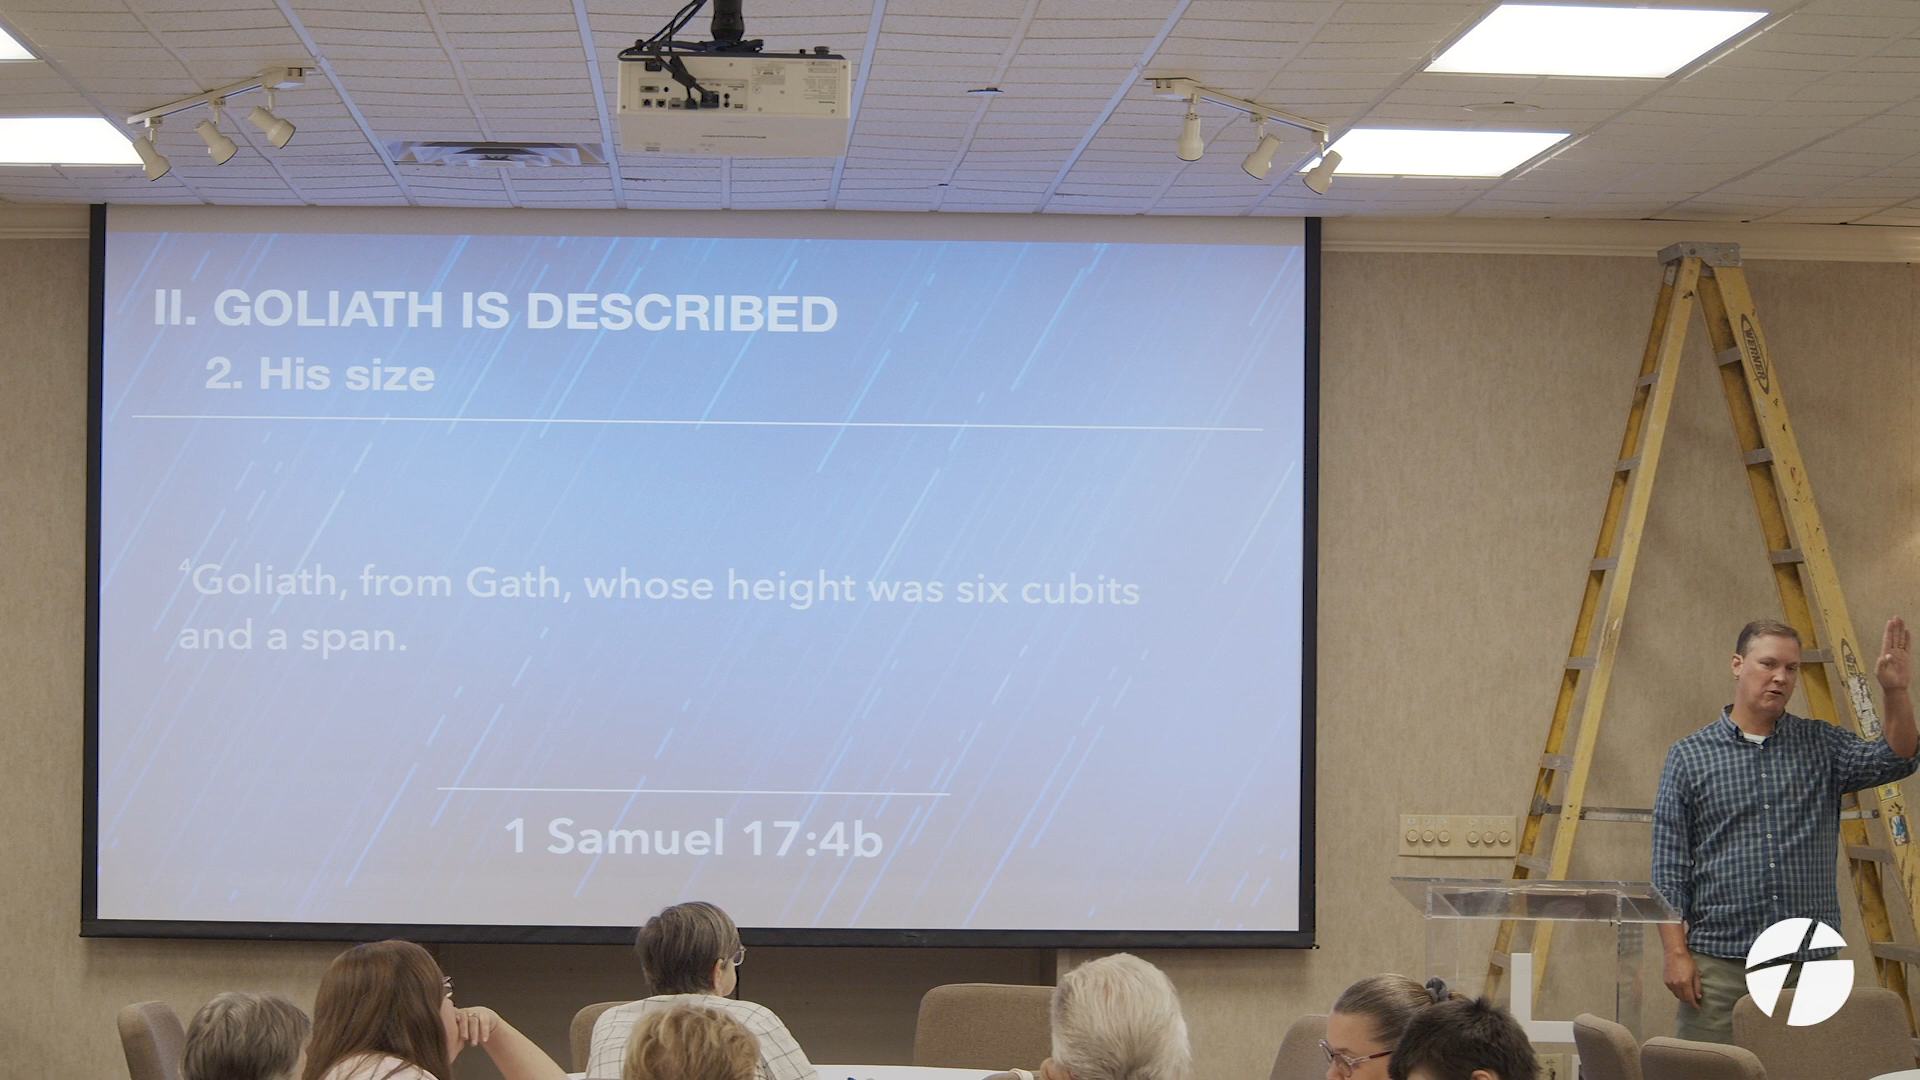 II. GOLIATH IS DESCRIBED
2. His size
4Goliath, from Gath, whose height was six cubits
and a span.
1 Samuel 17:4b
WERNER